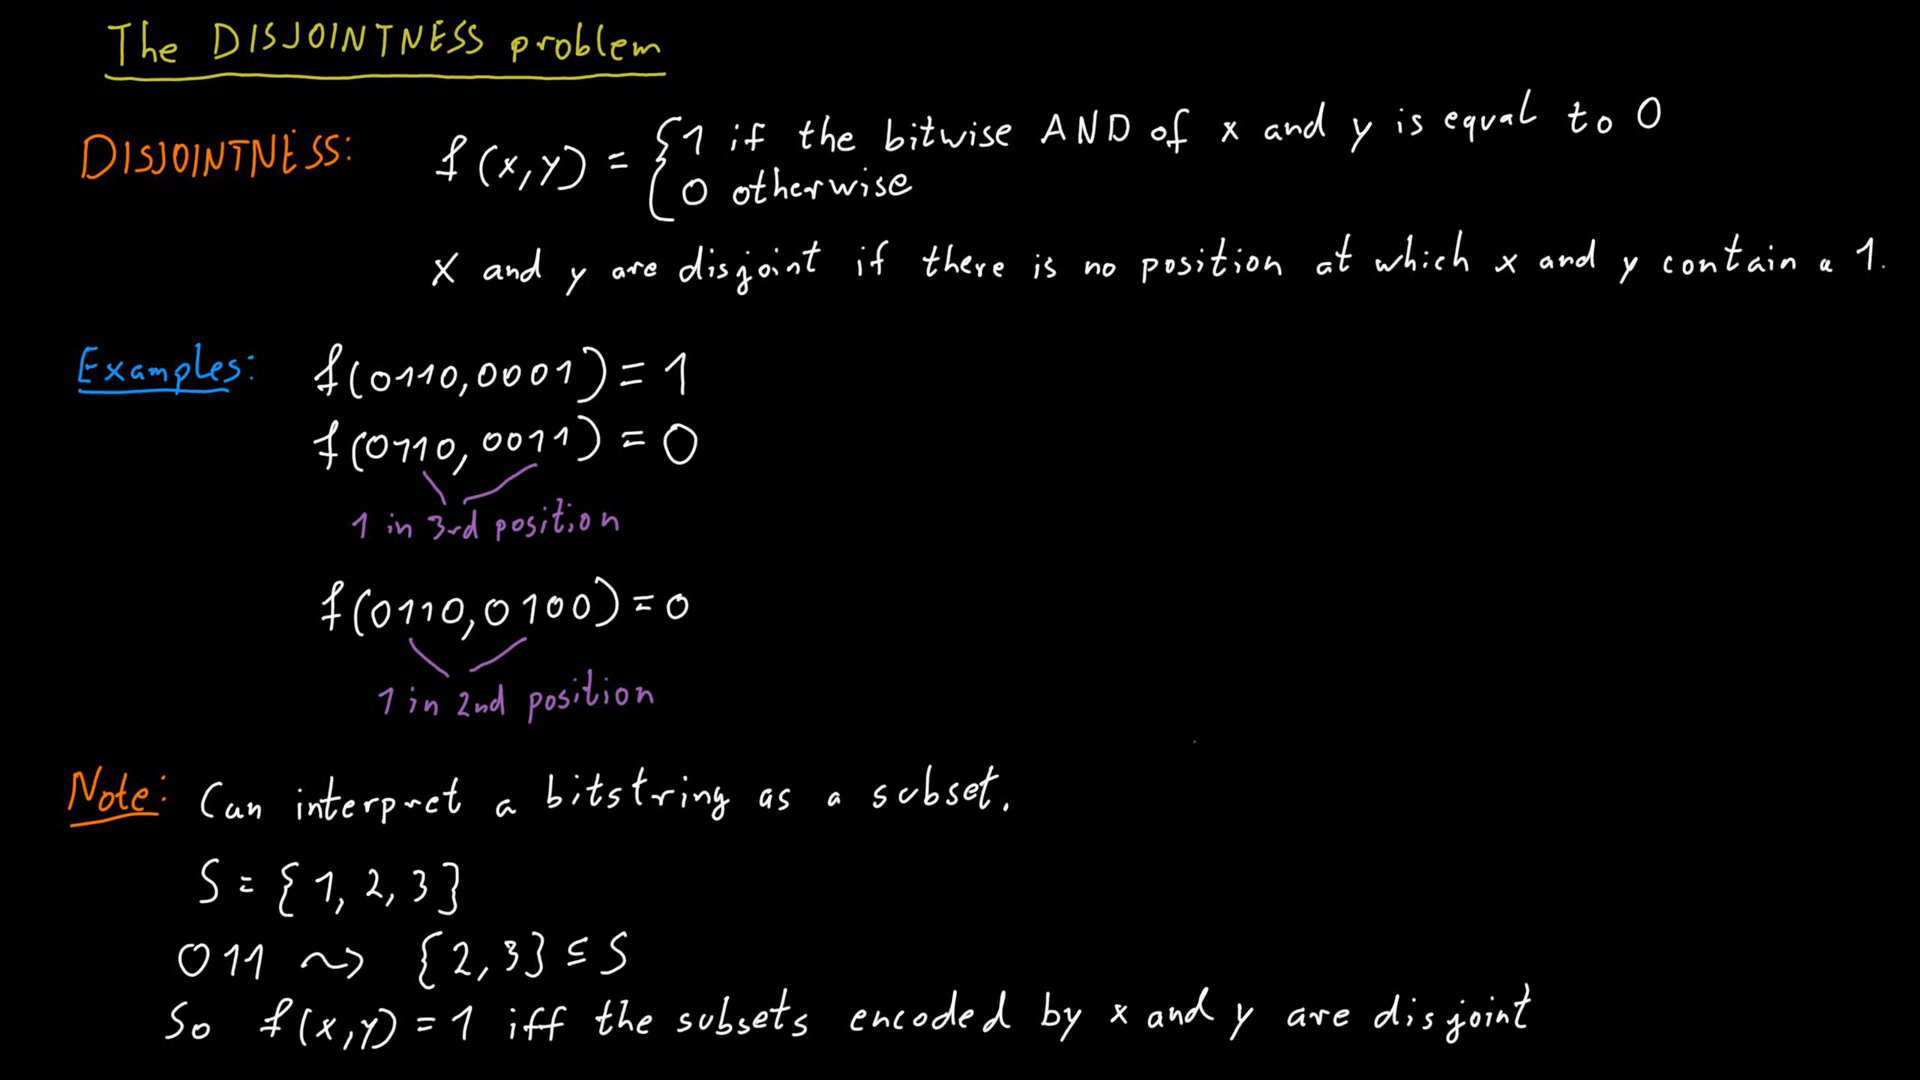 The DISJOINTNESS problem
DISJOINTNESS: f(x,y) = { 1 if the bitwise AND of x and y is equal to 0
0 otherwise
x and y are disjoint if there is no position at which x and y contain a 1.
Examples: f(0110,0001) = 1
f(0110,0011) = 0
1 in 3rd position
f(0110,0100) = 0
1 in 2nd position
Note: Can interpret a bitstring as a subset.
S = {1, 2, 3}
011 ⇝ {2,3} ⊆ S
So f(x,y) = 1 iff the subsets encoded by x and y are disjoint